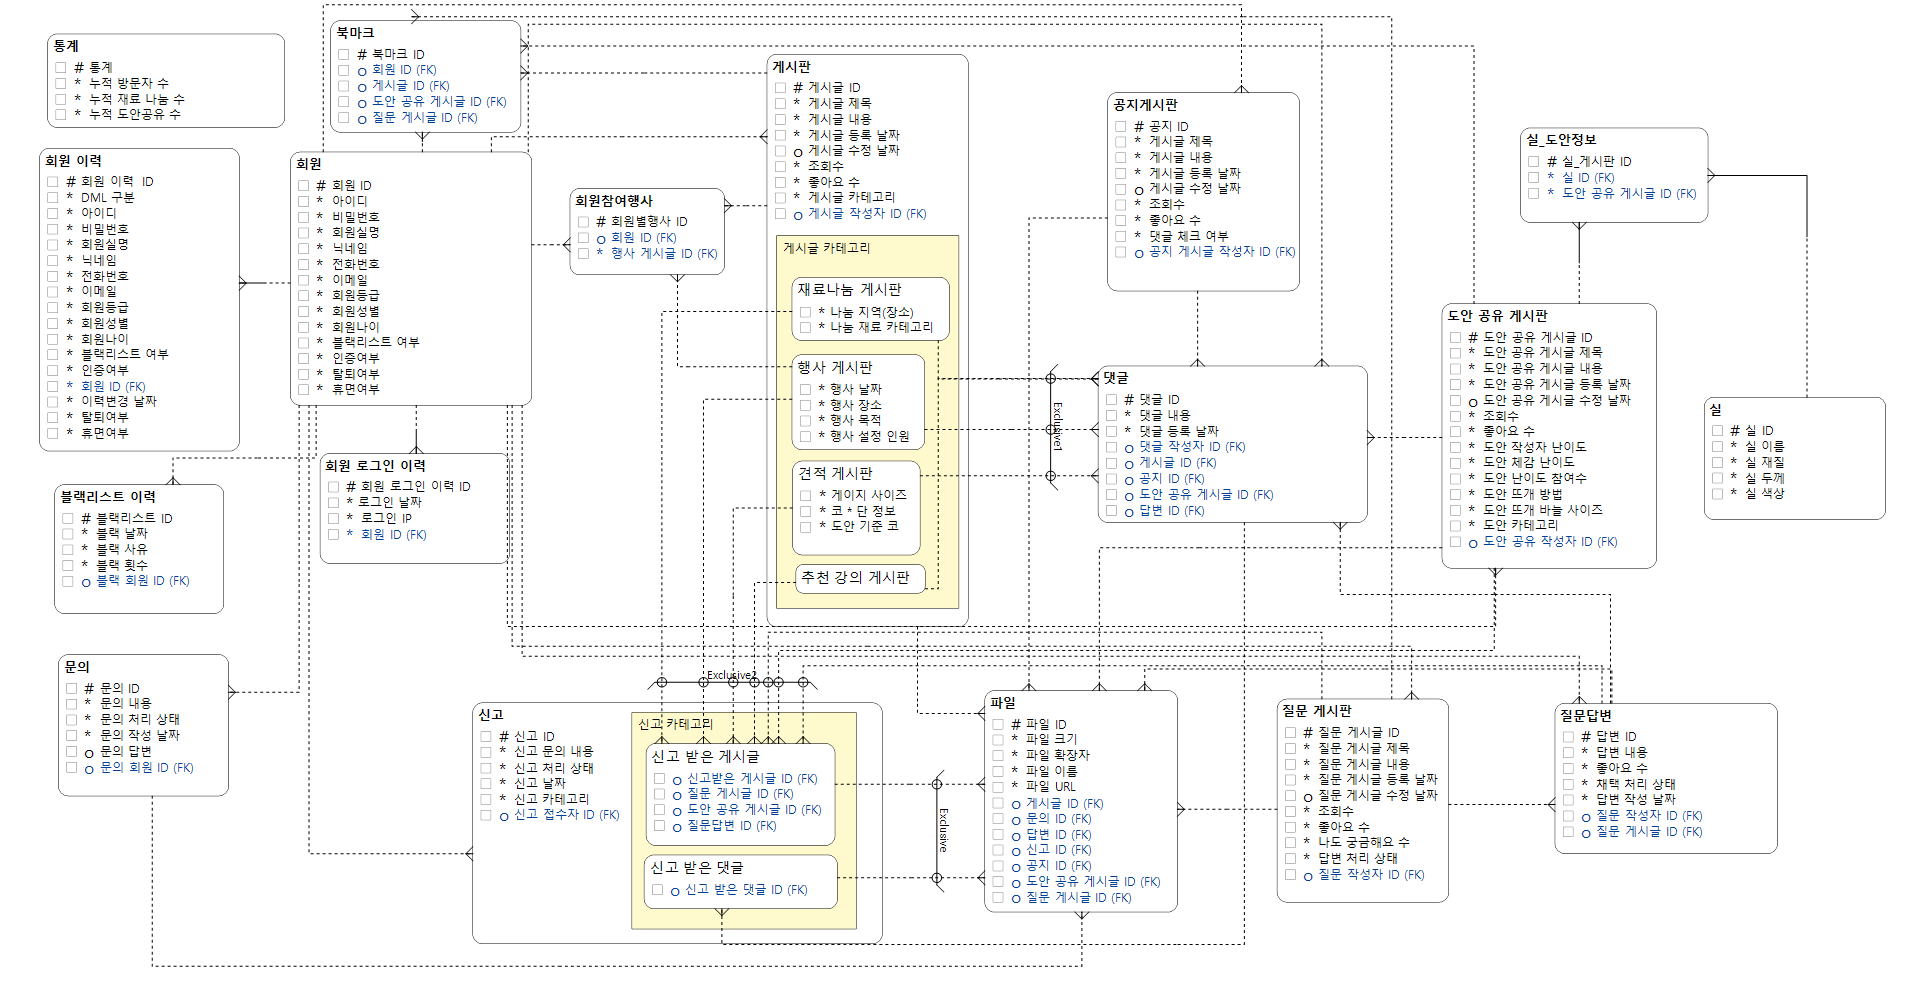 통계
# 통계
* 누적 방문자 수
* 누적 재료 나눔 수
* 누적 도안공유 수
북마크
# 북마크 ID
o 회원 ID (FK)
o 게시글 ID (FK)
o 도안 공유 게시글 ID (FK)
o 질문 게시글 ID (FK)
회원 이력
# 회원 이력 ID
* DML 구분
* 아이디
* 비밀번호
* 회원실명
* 닉네임
* 전화번호
* 이메일
* 회원등급
* 회원성별
* 회원나이
* 블랙리스트 여부
* 인증여부
* 회원 ID (FK)
* 이력변경 날짜
* 탈퇴여부
* 휴면여부
회원
# 회원 ID
* 아이디
* 비밀번호
* 회원실명
* 닉네임
* 전화번호
* 이메일
* 회원등급
* 회원성별
* 회원나이
* 블랙리스트 여부
* 인증여부
* 탈퇴여부
* 휴면여부
회원참여행사
# 회원별행사 ID
o 회원 ID (FK)
* 행사 게시글 ID (FK)
게시판
# 게시글 ID
* 게시글 제목
* 게시글 내용
* 게시글 등록 날짜
o 게시글 수정 날짜
* 조회수
* 좋아요 수
* 게시글 카테고리
o 게시글 작성자 ID (FK)
게시글 카테고리
재료나눔 게시판
* 나눔 지역(장소)
* 나눔 재료 카테고리
행사 게시판
* 행사 날짜
* 행사 장소
* 행사 목적
* 행사 설정 인원
견적 게시판
* 게이지 사이즈
* 코 * 단 정보
* 도안 기준 코
추천 강의 게시판
공지게시판
# 공지 ID
* 게시글 제목
* 게시글 내용
* 게시글 등록 날짜
o 게시글 수정 날짜
* 조회수
* 좋아요 수
* 댓글 체크 여부
o 공지 게시글 작성자 ID (FK)
실_도안정보
# 실_게시판 ID
* 실 ID (FK)
* 도안 공유 게시글 ID (FK)
도안 공유 게시판
# 도안 공유 게시글 ID
* 도안 공유 게시글 제목
* 도안 공유 게시글 내용
* 도안 공유 게시글 등록 날짜
o 도안 공유 게시글 수정 날짜
* 조회수
* 좋아요 수
* 도안 작성자 난이도
* 도안 체감 난이도
* 도안 난이도 참여수
* 도안 뜨개 방법
* 도안 뜨개 바늘 사이즈
* 도안 카테고리
o 도안 공유 작성자 ID (FK)
실
# 실 ID
* 실 이름
* 실 재질
* 실 두께
* 실 색상
Exclusive1
댓글
# 댓글 ID
* 댓글 내용
* 댓글 등록 날짜
o 댓글 작성자 ID (FK)
o 게시글 ID (FK)
o 공지 ID (FK)
o 도안 공유 게시글 ID (FK)
o 답변 ID (FK)
회원 로그인 이력
# 회원 로그인 이력 ID
* 로그인 날짜
* 로그인 IP
* 회원 ID (FK)
블랙리스트 이력
# 블랙리스트 ID
* 블랙 날짜
* 블랙 사유
* 블랙 횟수
o 블랙 회원 ID (FK)
문의
# 문의 ID
* 문의 내용
* 문의 처리 상태
* 문의 작성 날짜
o 문의 답변
o 문의 회원 ID (FK)
Exclusive2
신고
# 신고 ID
* 신고 문의 내용
* 신고 처리 상태
* 신고 날짜
* 신고 카테고리
o 신고 접수자 ID (FK)
신고 카테고리
신고 받은 게시글
o 신고받은 게시글 ID (FK)
o 질문 게시글 ID (FK)
o 도안 공유 게시글 ID (FK)
o 질문답변 ID (FK)
신고 받은 댓글
o 신고 받은 댓글 ID (FK)
Exclusive
파일
# 파일 ID
* 파일 크기
* 파일 확장자
* 파일 이름
* 파일 URL
o 게시글 ID (FK)
o 문의 ID (FK)
o 답변 ID (FK)
o 신고 ID (FK)
o 공지 ID (FK)
o 도안 공유 게시글 ID (FK)
o 질문 게시글 ID (FK)
질문 게시판
# 질문 게시글 ID
* 질문 게시글 제목
* 질문 게시글 내용
* 질문 게시글 등록 날짜
o 질문 게시글 수정 날짜
* 조회수
* 좋아요 수
* 나도 궁금해요 수
* 답변 처리 상태
o 질문 작성자 ID (FK)
질문답변
# 답변 ID
* 답변 내용
* 좋아요 수
* 채택 처리 상태
* 답변 작성 날짜
o 질문 작성자 ID (FK)
o 질문 게시글 ID (FK)